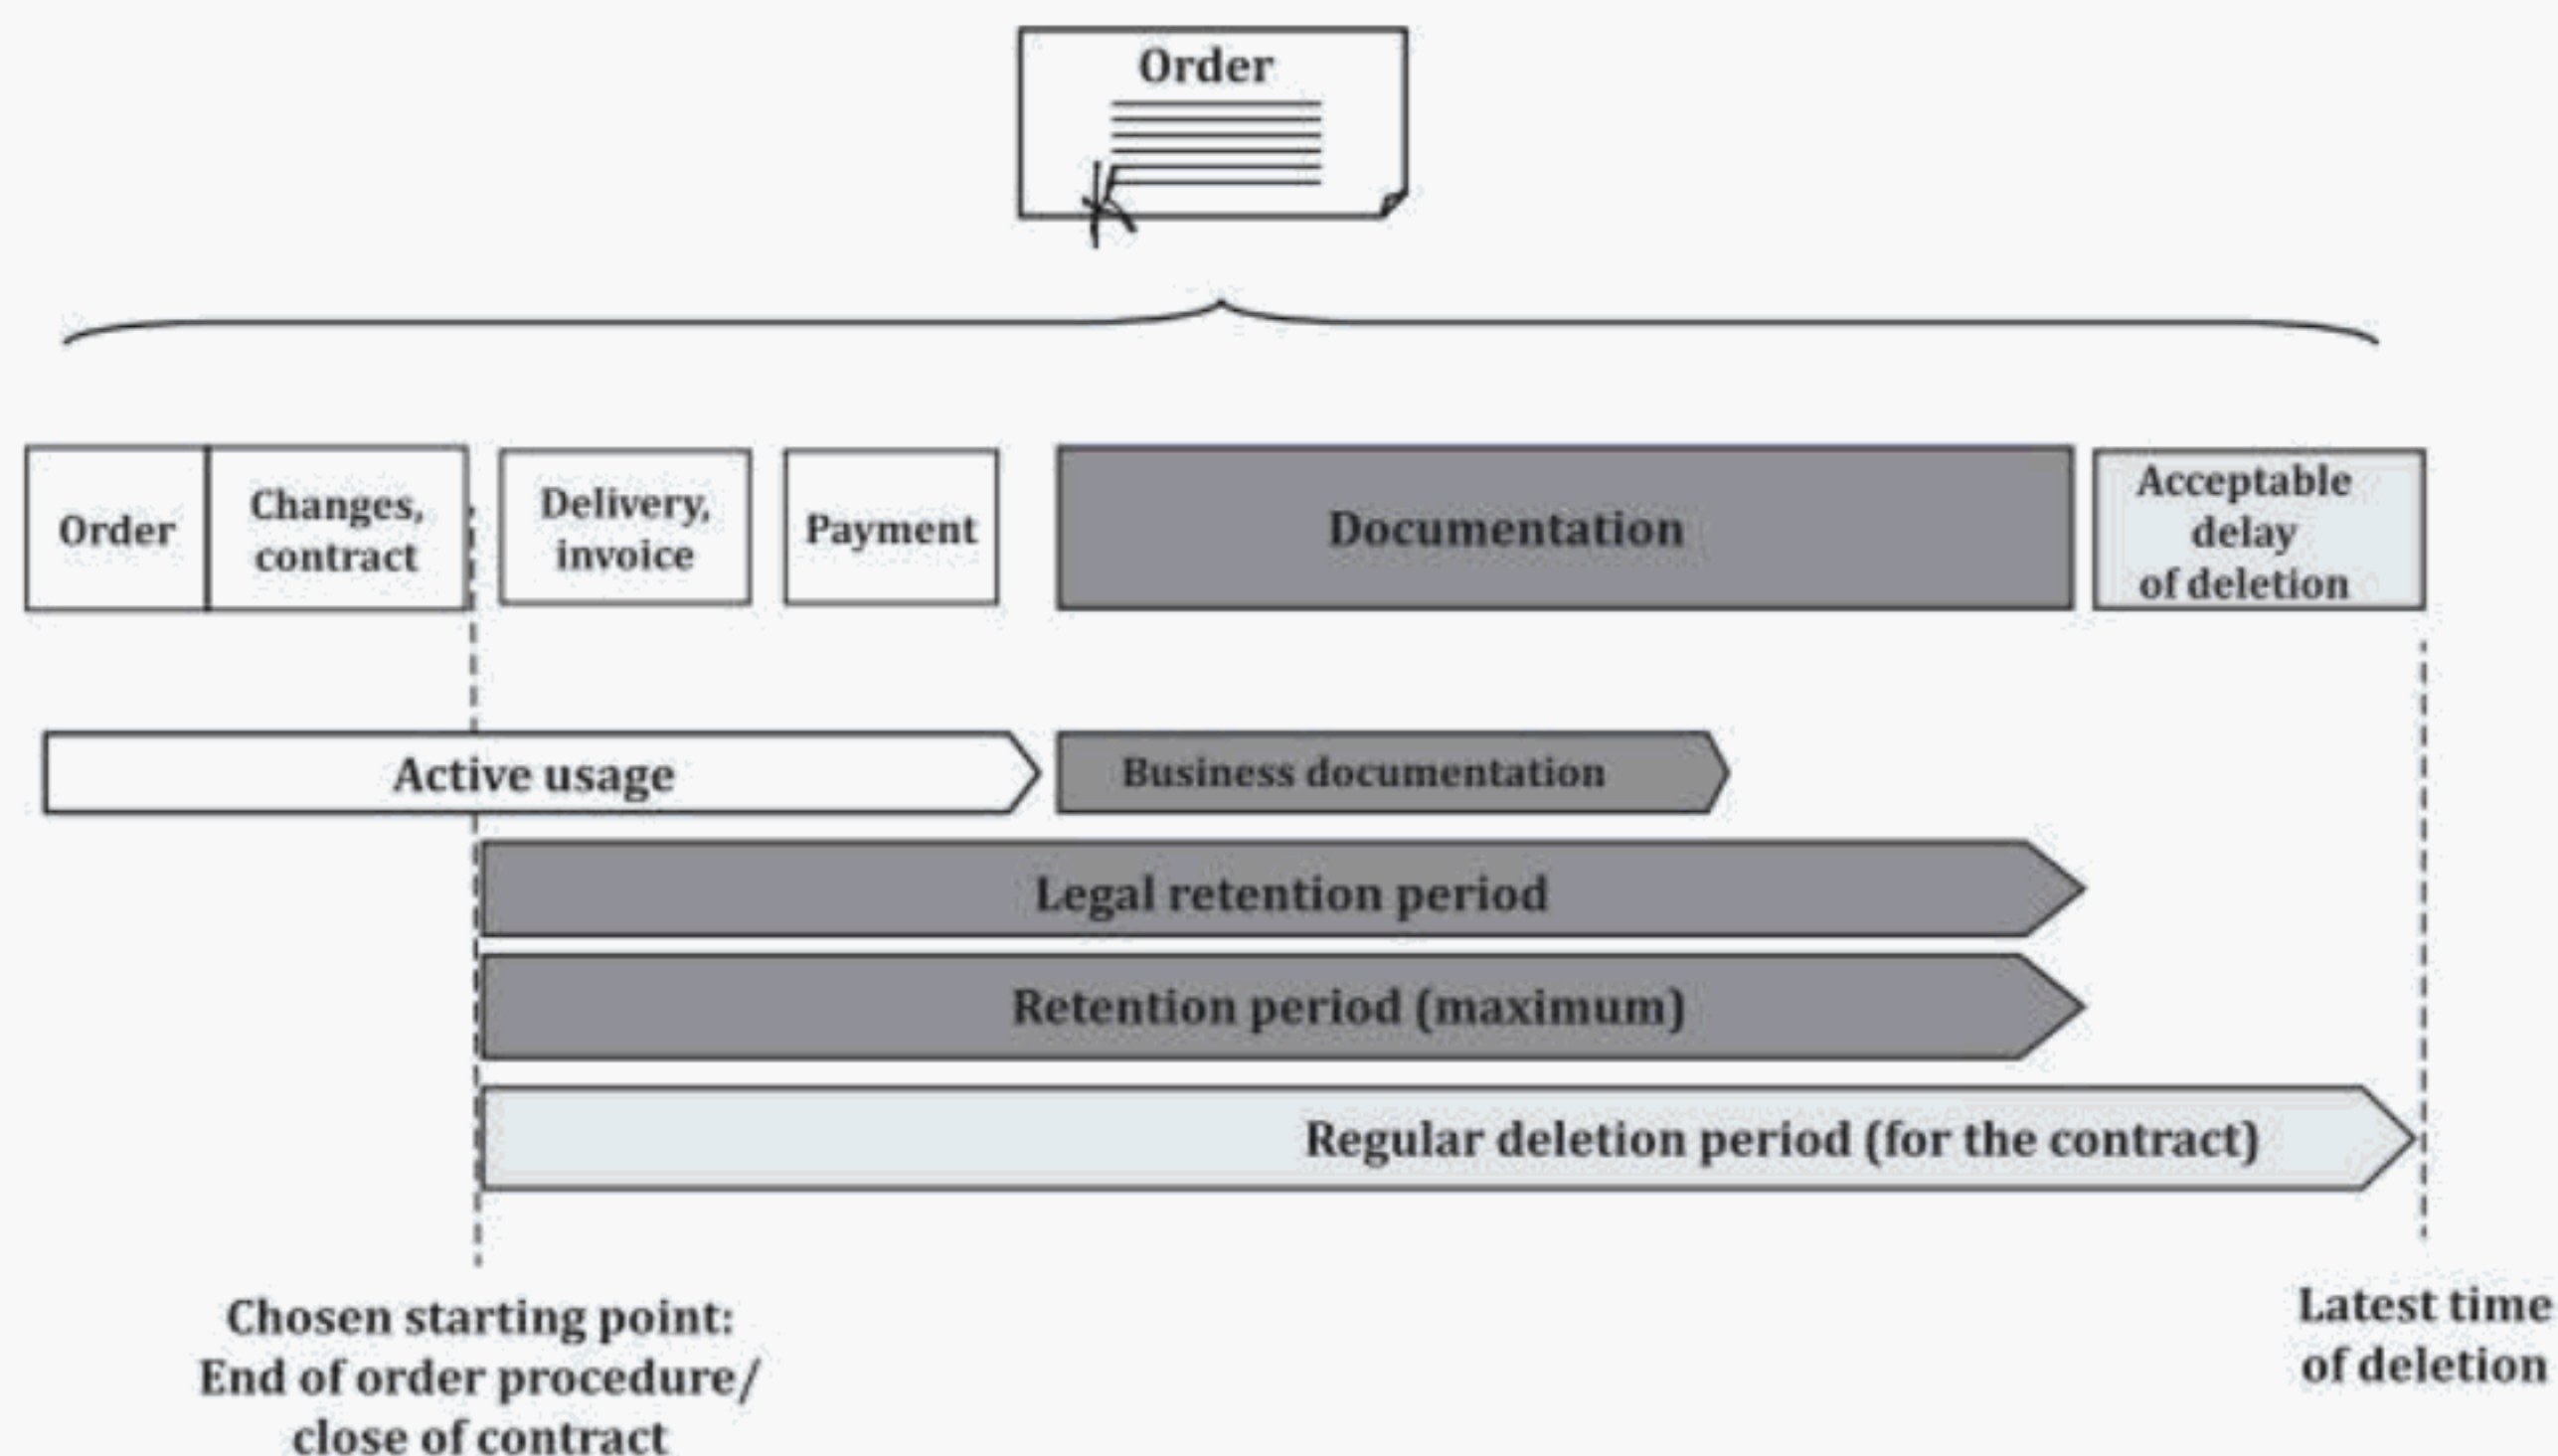 Order
Order
Changes,
contract
Delivery,
invoice
Payment
Documentation
Acceptable
delay
of deletion
Active usage
Business documentation
Legal retention period
Retention period (maximum)
Regular deletion period (for the contract)
Chosen starting point:
End of order procedure/
close of contract
Latest time
of deletion